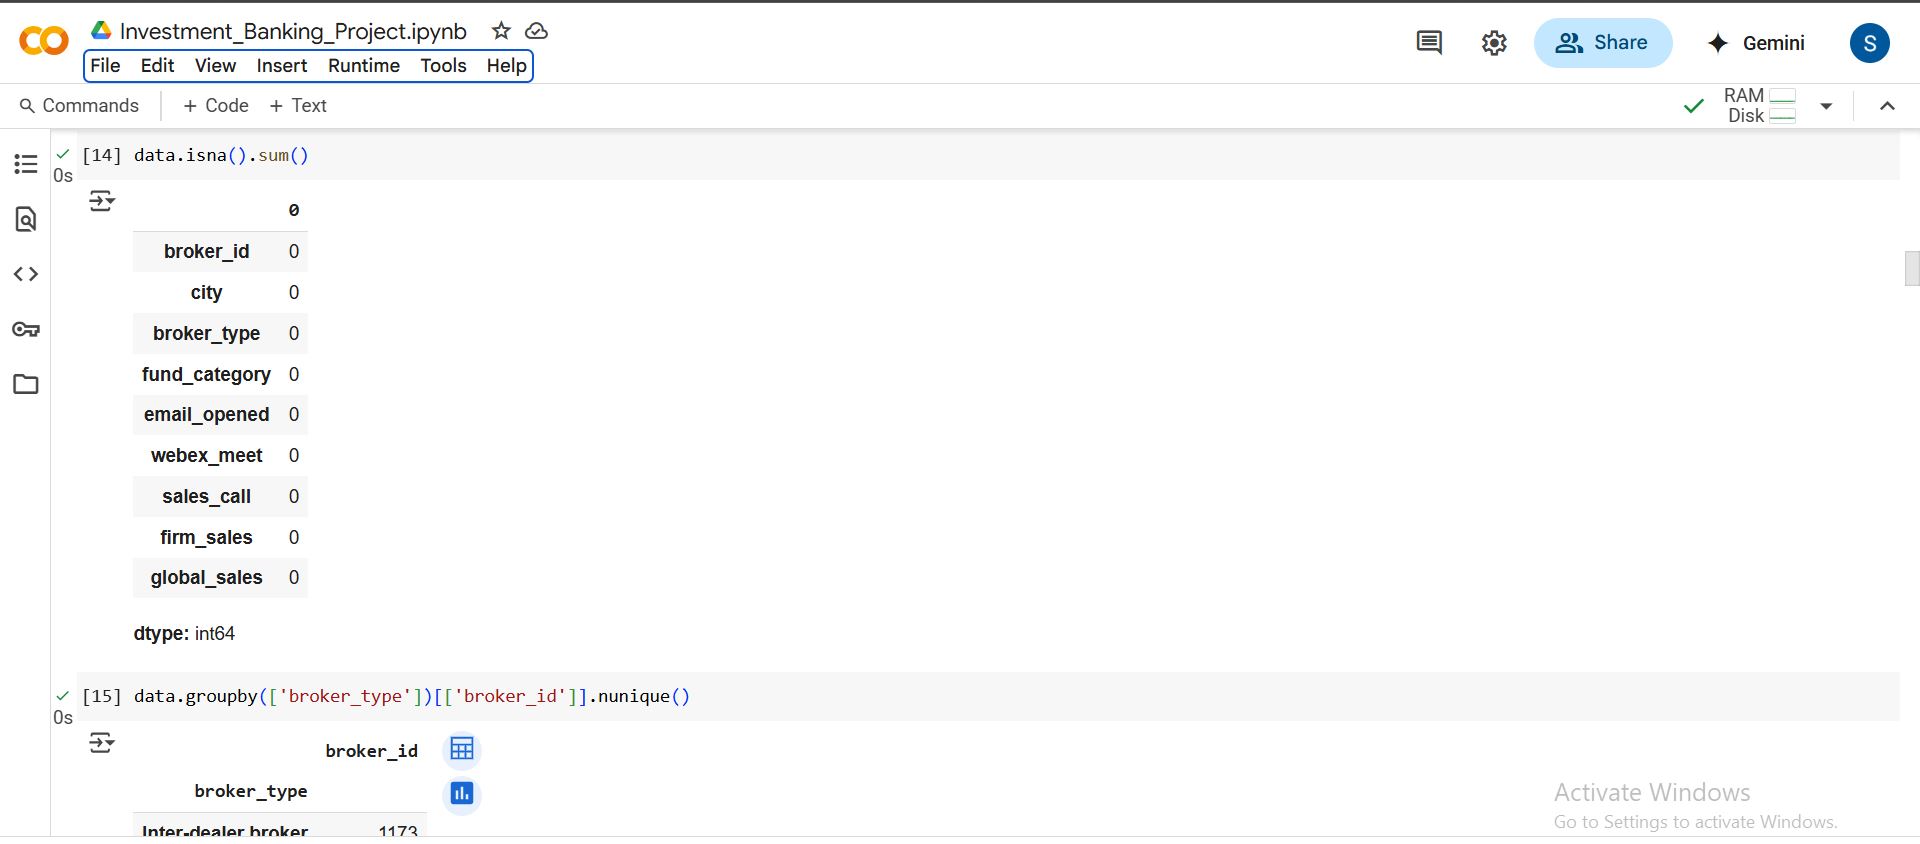 Investment_Banking_Project.ipynb
File Edit View Insert Runtime Tools Help
Share
Gemini
S
Commands + Code + Text
RAM
Disk
[14] data.isna().sum()
0s
0
broker_id 0
city 0
broker_type 0
fund_category 0
email_opened 0
webex_meet 0
sales_call 0
firm_sales 0
global_sales 0
dtype: int64
[15] data.groupby(['broker_type'])[['broker_id']].nunique()
0s
broker_id
broker_type
Inter-dealer broker 1173
Activate Windows
Go to Settings to activate Windows.